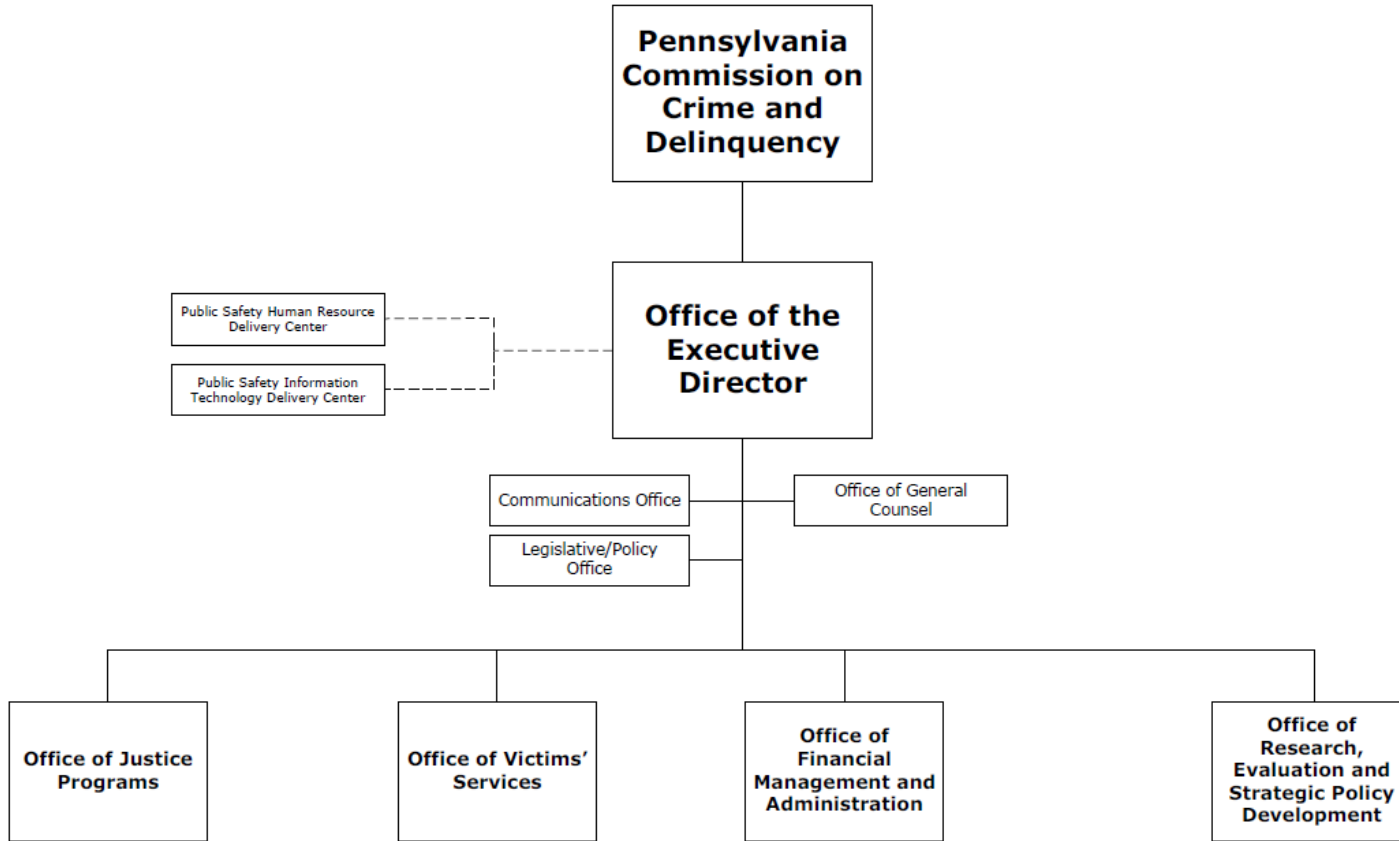 Pennsylvania
Commission on
Crime and
Delinquency
Office of the
Executive
Director
Public Safety Human Resource
Delivery Center
Public Safety Information
Technology Delivery Center
Communications Office
Office of General
Counsel
Legislative/Policy
Office
Office of Justice
Programs
Office of Victims’
Services
Office of
Financial
Management and
Administration
Office of
Research,
Evaluation and
Strategic Policy
Development